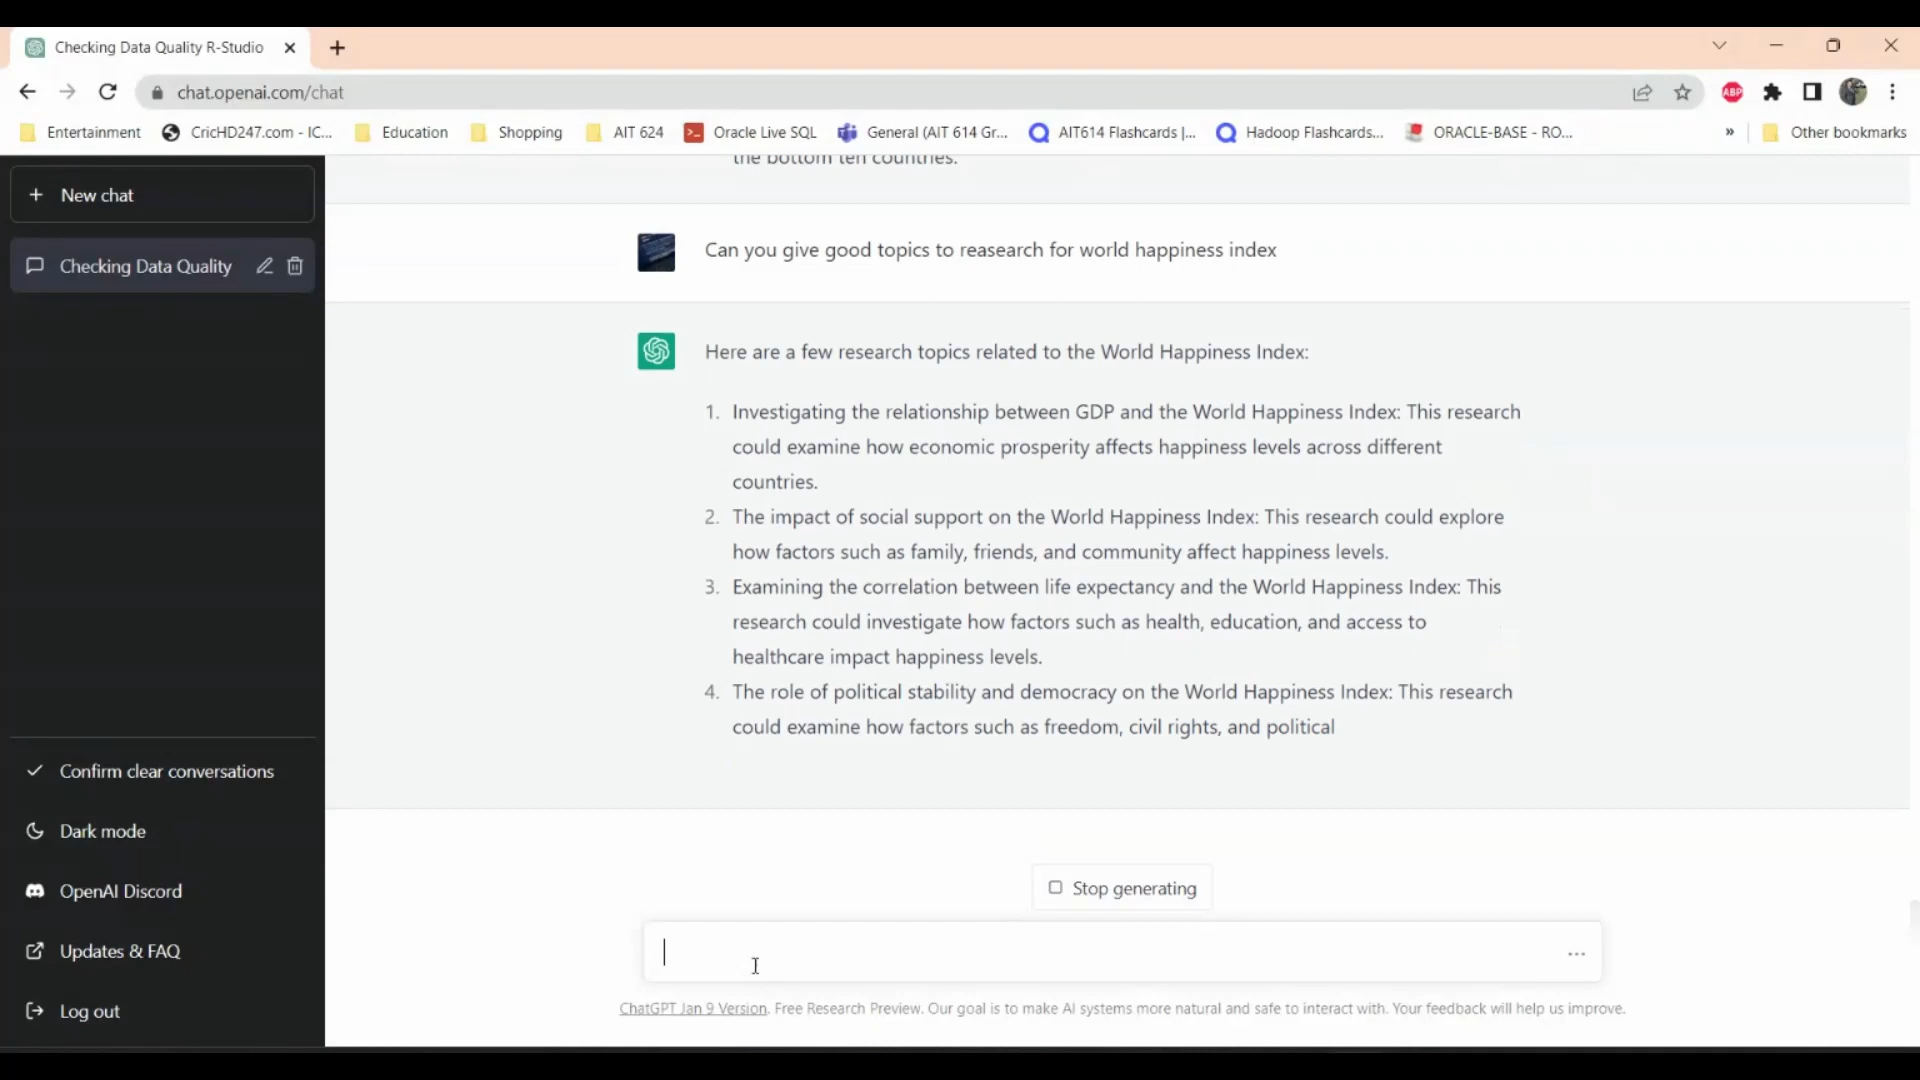 Checking Data Quality R-Studio
chat.openai.com/chat
ABP
Entertainment
CricHD247.com - IC...
Education
Shopping
AIT 624
Oracle Live SQL
General (AIT 614 Gr...
AIT614 Flashcards |...
Hadoop Flashcards...
ORACLE-BASE - RO...
»
Other bookmarks
+ New chat
Checking Data Quality
Confirm clear conversations
Dark mode
OpenAI Discord
Updates & FAQ
Log out
the bottom ten countries.
Can you give good topics to reasearch for world happiness index
Here are a few research topics related to the World Happiness Index:
1. Investigating the relationship between GDP and the World Happiness Index: This research
could examine how economic prosperity affects happiness levels across different
countries.
2. The impact of social support on the World Happiness Index: This research could explore
how factors such as family, friends, and community affect happiness levels.
3. Examining the correlation between life expectancy and the World Happiness Index: This
research could investigate how factors such as health, education, and access to
healthcare impact happiness levels.
4. The role of political stability and democracy on the World Happiness Index: This research
could examine how factors such as freedom, civil rights, and political
Stop generating
...
ChatGPT Jan 9 Version. Free Research Preview. Our goal is to make AI systems more natural and safe to interact with. Your feedback will help us improve.